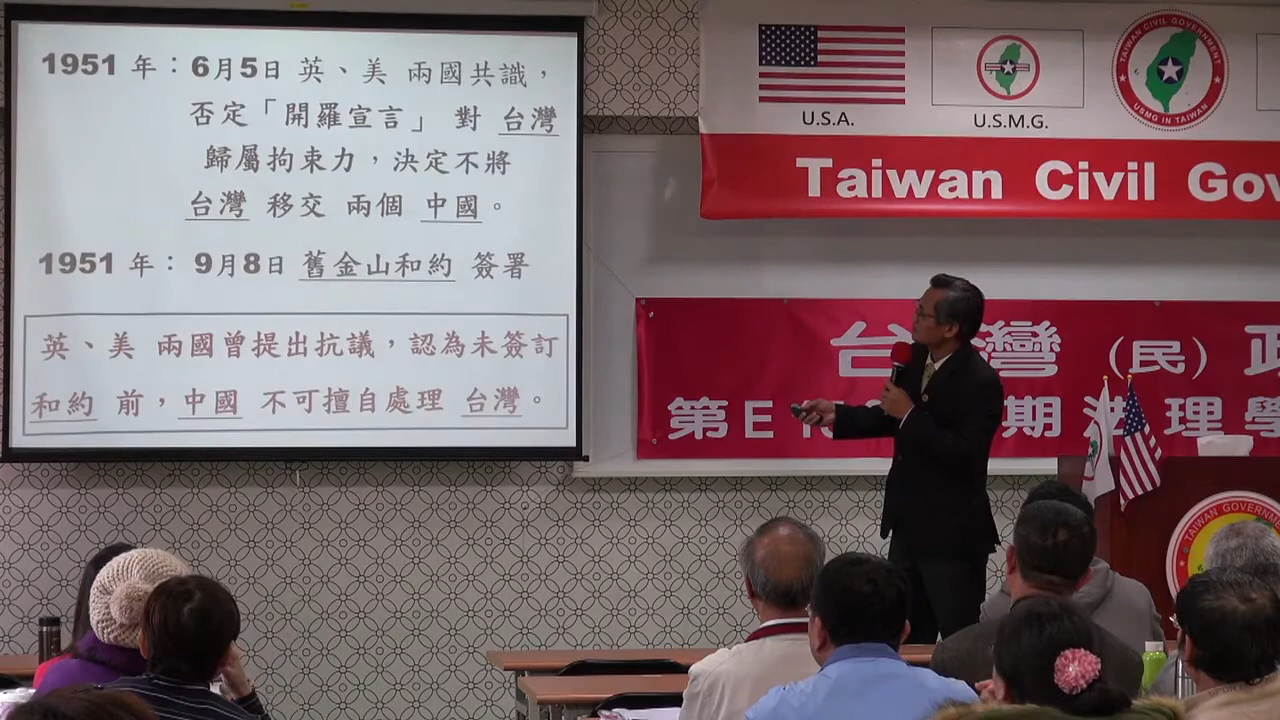 1951 年：6月5日 英、美 兩國共識，
否定「開羅宣言」 對 台灣
歸屬拘束力，決定不將
台灣 移交 兩個 中國。
1951 年： 9月8日 舊金山和約 簽署
英、美 兩國曾提出抗議，認為未簽訂
和約 前，中國 不可擅自處理 台灣。
U.S.A.
U.S.M.G.
TAIWAN CIVIL GOVERNMENT
USMG IN TAIWAN
Taiwan Civil Gov
台灣（民）政
第E 期 法理學
TAIWAN GOVERNMENT